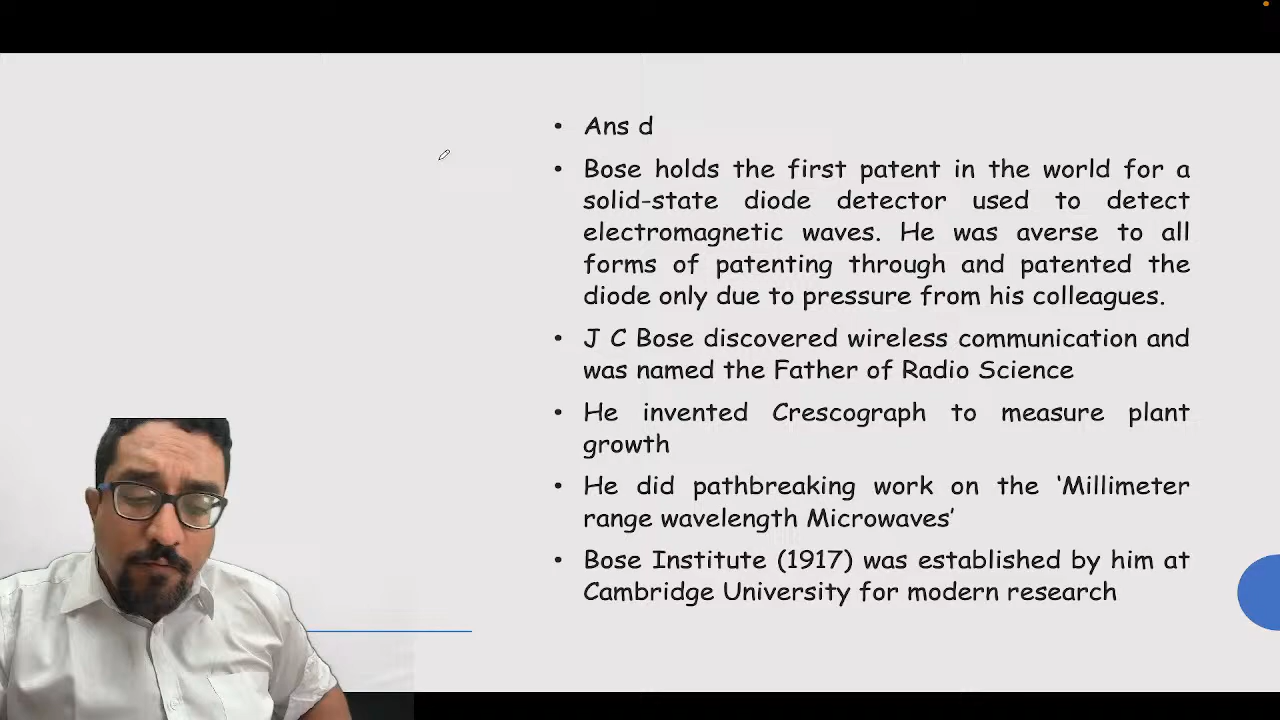 • Ans d
• Bose holds the first patent in the world for a
solid-state diode detector used to detect
electromagnetic waves. He was averse to all
forms of patenting through and patented the
diode only due to pressure from his colleagues.
• J C Bose discovered wireless communication and
was named the Father of Radio Science
• He invented Crescograph to measure plant
growth
• He did pathbreaking work on the ‘Millimeter
range wavelength Microwaves’
• Bose Institute (1917) was established by him at
Cambridge University for modern research